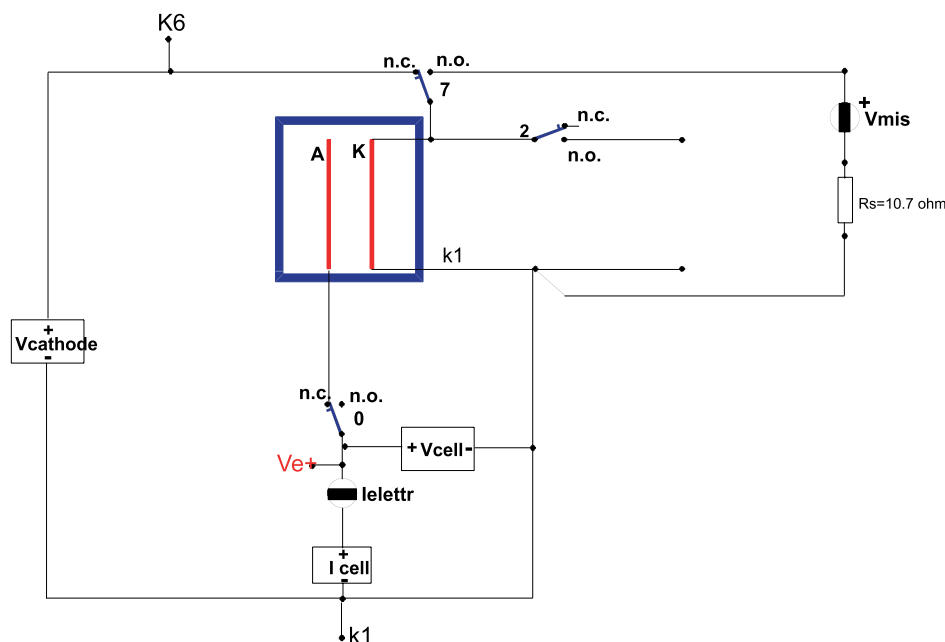 K6
n.c. n.o.
7
+
Vmis
n.c.
2
n.o.
A K
Rs=10.7 ohm
k1
+
Vcathode
-
n.c. n.o.
0
+ Vcell -
Ve+
Ielettr
+
I cell
-
k1